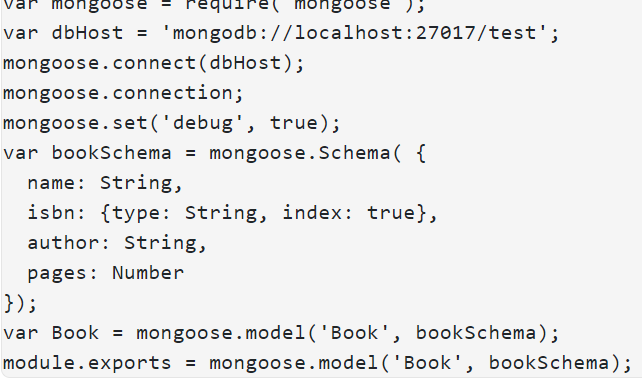 var mongoose = require( mongoose );
var dbHost = 'mongodb://localhost:27017/test';
mongoose.connect(dbHost);
mongoose.connection;
mongoose.set('debug', true);
var bookSchema = mongoose.Schema( {
  name: String,
  isbn: {type: String, index: true},
  author: String,
  pages: Number
});
var Book = mongoose.model('Book', bookSchema);
module.exports = mongoose.model('Book', bookSchema);